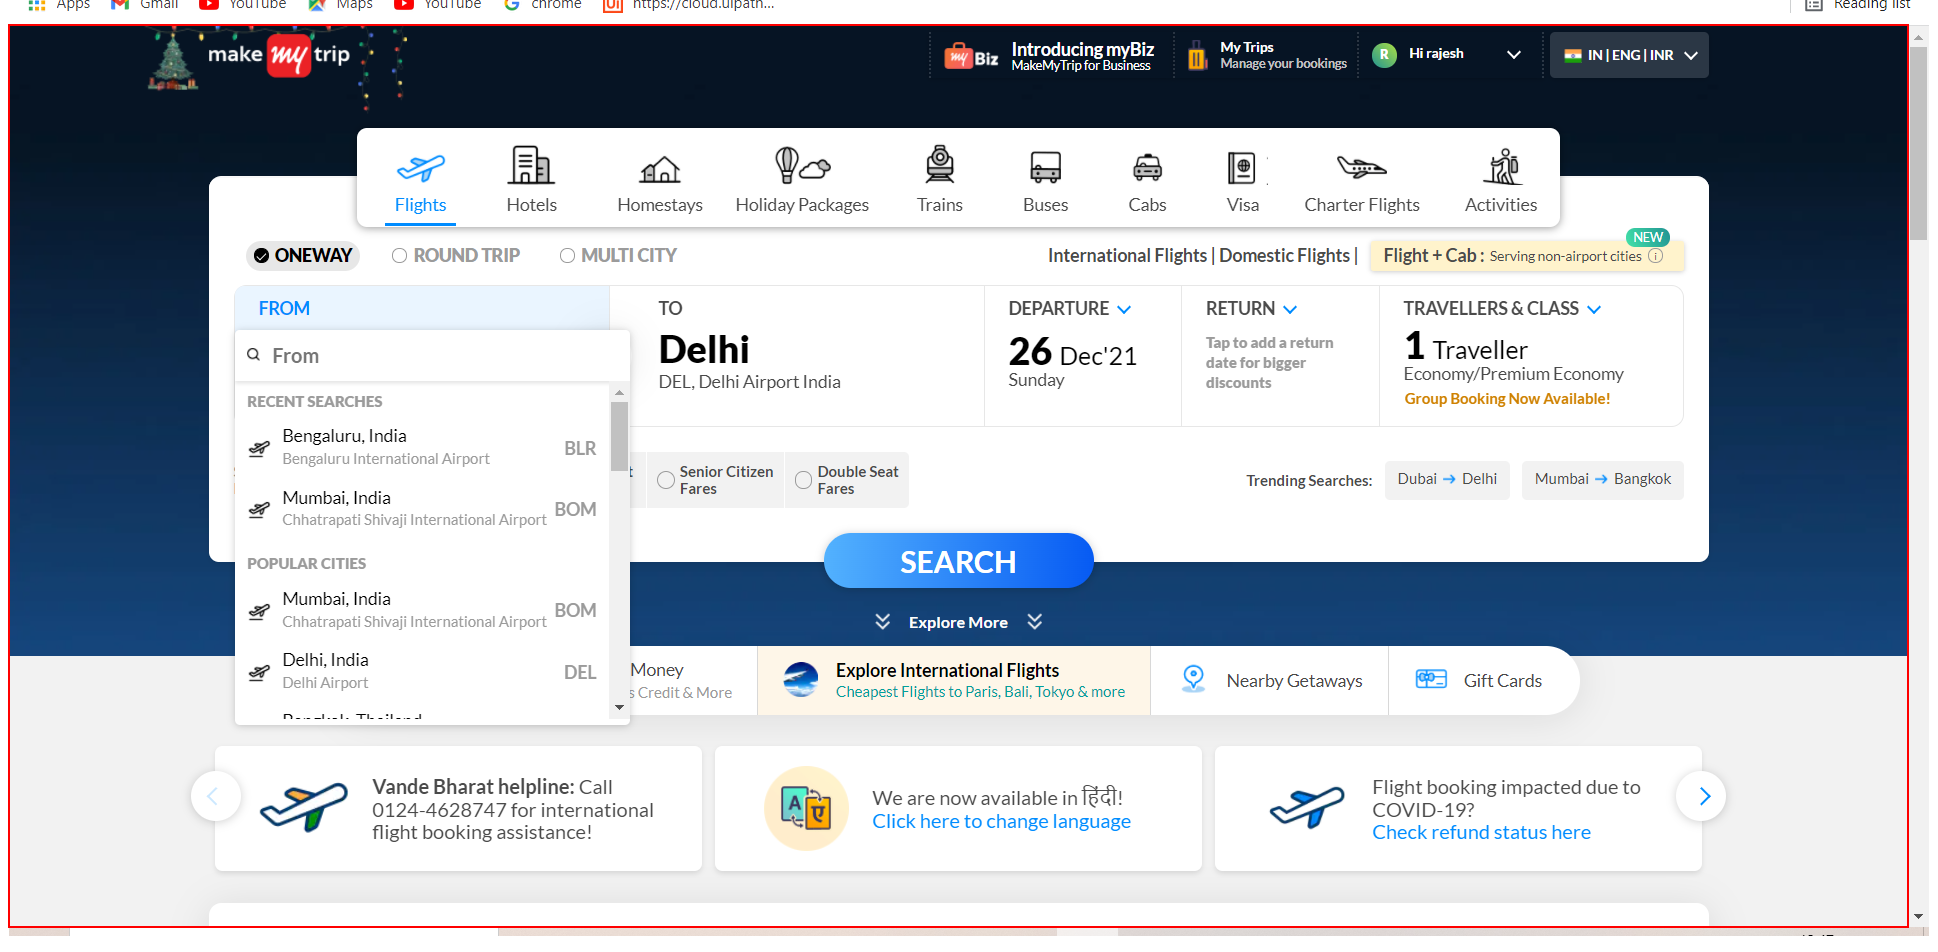 Apps Gmail YouTube Maps YouTube chrome https://cloud.uipath... Reading list
make my trip
my Biz Introducing myBiz
MakeMyTrip for Business
My Trips
Manage your bookings
R Hi rajesh
IN | ENG | INR
Flights Hotels Homestays Holiday Packages Trains Buses Cabs Visa Charter Flights Activities
NEW
ONEWAY ROUND TRIP MULTI CITY International Flights | Domestic Flights | Flight + Cab : Serving non-airport cities
FROM
From
RECENT SEARCHES
Bengaluru, India
Bengaluru International Airport
BLR
Mumbai, India
Chhatrapati Shivaji International Airport
BOM
POPULAR CITIES
Mumbai, India
Chhatrapati Shivaji International Airport
BOM
Delhi, India
Delhi Airport
DEL
Bangkok, Thailand
TO
Delhi
DEL, Delhi Airport India
DEPARTURE
26 Dec'21
Sunday
RETURN
Tap to add a return
date for bigger
discounts
TRAVELLERS & CLASS
1 Traveller
Economy/Premium Economy
Group Booking Now Available!
Senior Citizen
Fares
Double Seat
Fares
Trending Searches: Dubai → Delhi Mumbai → Bangkok
SEARCH
Explore More
Money
s Credit & More
Explore International Flights
Cheapest Flights to Paris, Bali, Tokyo & more
Nearby Getaways
Gift Cards
Vande Bharat helpline: Call
0124-4628747 for international
flight booking assistance!
A ए
We are now available in हिंदी!
Click here to change language
Flight booking impacted due to
COVID-19?
Check refund status here